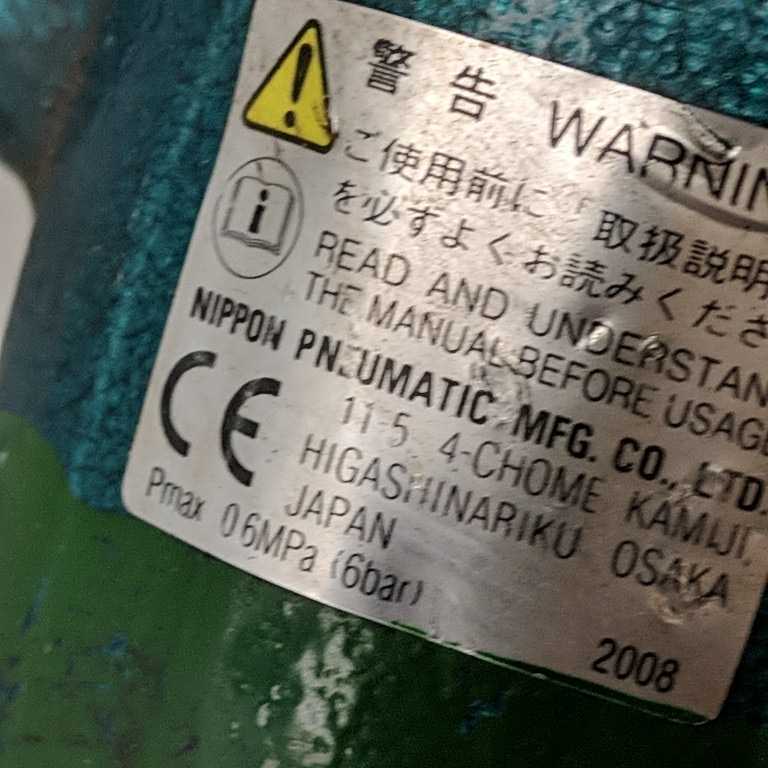 警告 WARNIN
ご使用前に 取扱説明
を必ずよくお読みくださ
READ AND UNDERSTAN
THE MANUAL BEFORE USAGE
NIPPON PNEUMATIC MFG. CO., LTD.
CE
11-5 4-CHOME KAMIJI,
HIGASHINARIKU OSAKA
JAPAN
Pmax 0.6MPa (6bar)
2008